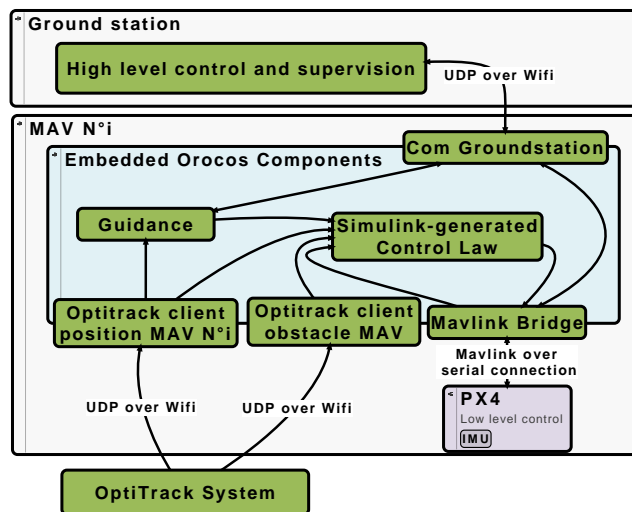 Ground station
High level control and supervision
UDP over Wifi
MAV N°i
Com Groundstation
Embedded Orocos Components
Guidance
Simulink-generated
Control Law
Optitrack client
position MAV N°i
Optitrack client
obstacle MAV
Mavlink Bridge
Mavlink over
serial connection
UDP over Wifi
UDP over Wifi
PX4
Low level control
IMU
OptiTrack System